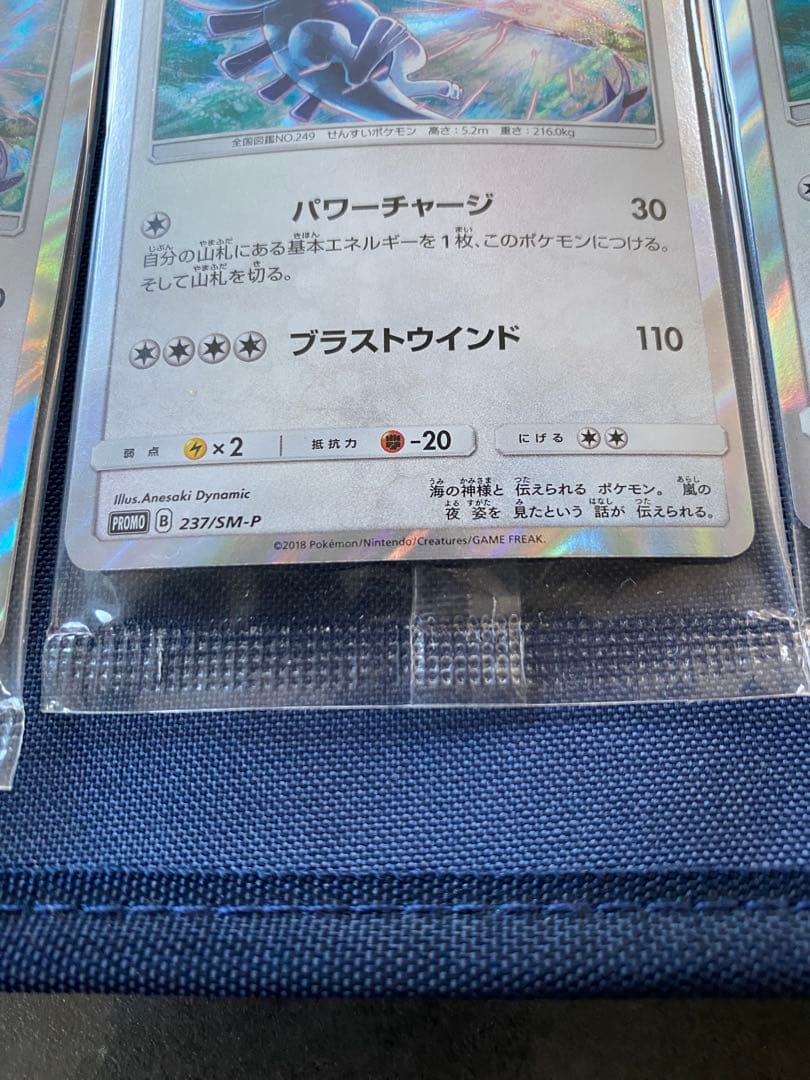 全国図鑑NO.249 せんすいポケモン 高さ:5.2m 重さ:216.0kg
パワーチャージ 30
自分の山札にある基本エネルギーを1枚、このポケモンにつける。
そして山札を切る。
ブラストウインド 110
弱点 ×2 抵抗力 -20 にげる
Illus.Anesaki Dynamic
海の神様と 伝えられる ポケモン。 嵐の
夜 姿を 見たという 話が 伝えられる。
PROMO B 237/SM-P
©2018 Pokémon/Nintendo/Creatures/GAME FREAK.